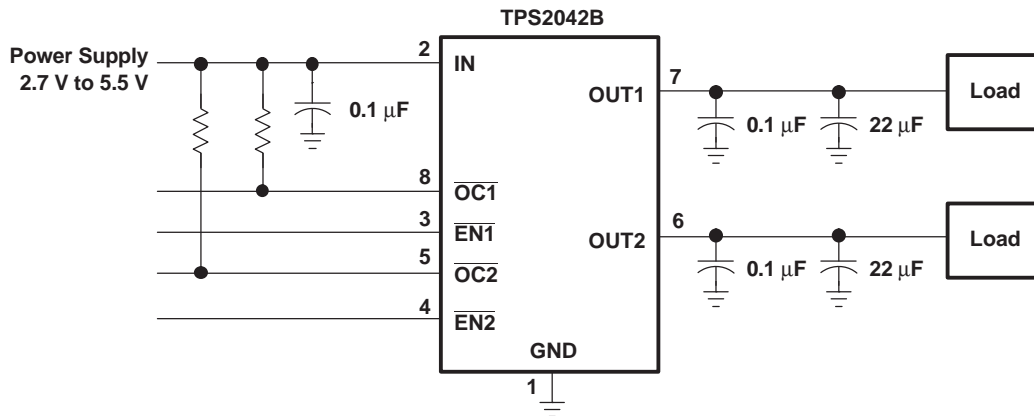 TPS2042B
Power Supply
2.7 V to 5.5 V
2
IN
0.1 μF
8
OC1
3
EN1
5
OC2
4
EN2
GND
1
OUT1
7
0.1 μF
22 μF
Load
OUT2
6
0.1 μF
22 μF
Load